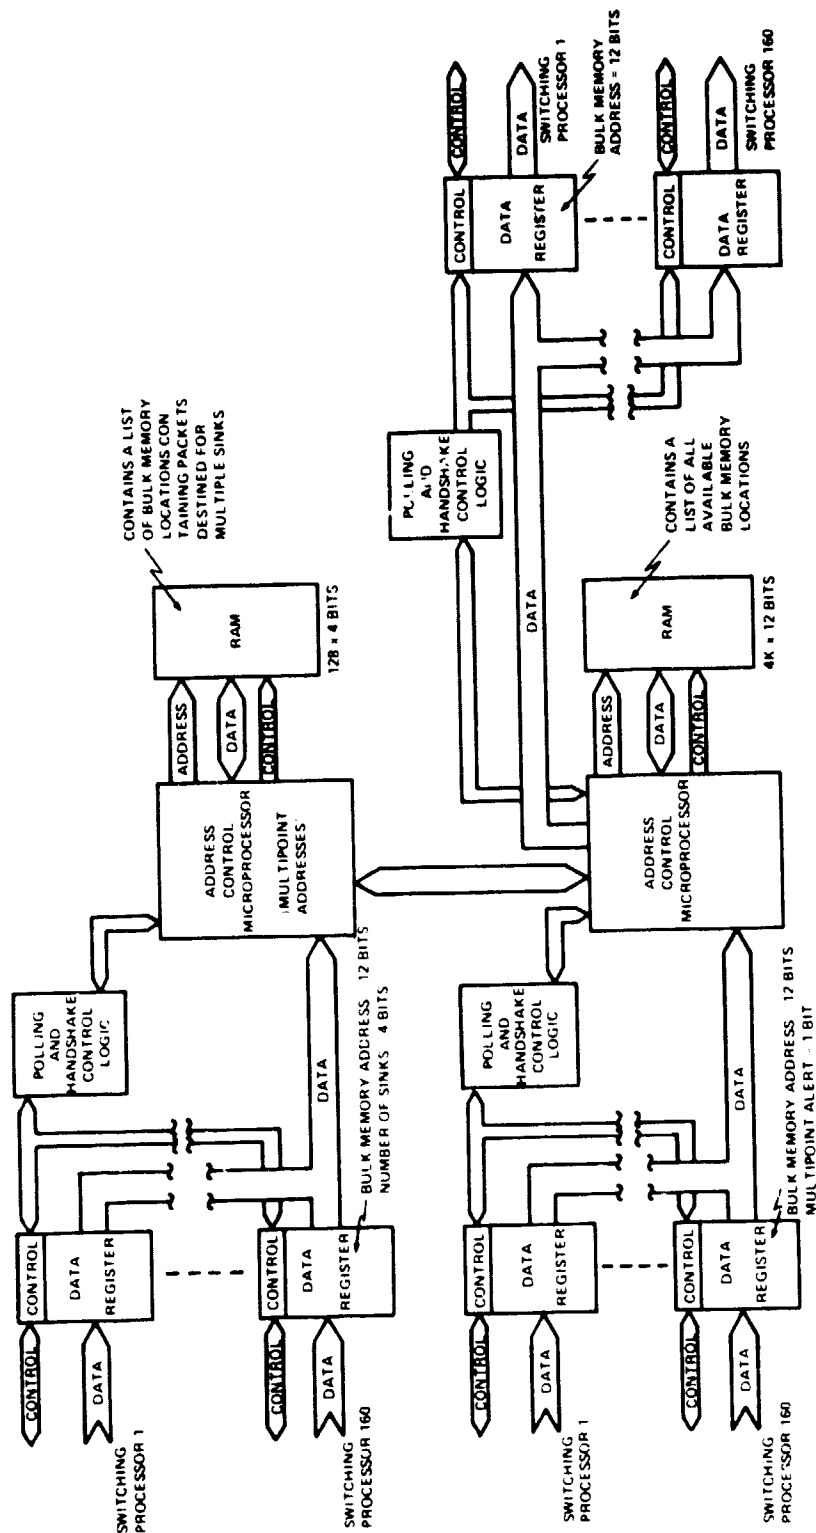 SWITCHING
PROCESSOR 1
CONTROL
DATA
CONTROL
DATA
REGISTER
SWITCHING
PROCESSOR 160
CONTROL
DATA
CONTROL
DATA
REGISTER
BULK MEMORY ADDRESS 12 BITS
NUMBER OF SINKS 4 BITS
POLLING
AND
HANDSHAKE
CONTROL
LOGIC
DATA
ADDRESS
CONTROL
MICROPROCESSOR
(MULTIPOINT
ADDRESSES
ADDRESS
DATA
CONTROL
RAM
128 x 4 BITS
CONTAINS A LIST
OF BULK MEMORY
LOCATIONS CON
TAINING PACKETS
DESTINED FOR
MULTIPLE SINKS
SWITCHING
PROCESSOR 1
CONTROL
DATA
CONTROL
DATA
REGISTER
SWITCHING
PROCESSOR 160
CONTROL
DATA
CONTROL
DATA
REGISTER
BULK MEMORY ADDRESS 12 BITS
MULTIPOINT ALERT - 1 BIT
POLLING
AND
HANDSHAKE
CONTROL
LOGIC
DATA
ADDRESS
CONTROL
MICROPROCESSOR
ADDRESS
DATA
CONTROL
RAM
4K x 12 BITS
CONTAINS A
LIST OF ALL
AVAILABLE
BULK MEMORY
LOCATIONS
DATA
HANDSHAKE
CONTROL
LOGIC
CONTROL
DATA
REGISTER
CONTROL
DATA
SWITCHING
PROCESSOR 1
BULK MEMORY
ADDRESS = 12 BITS
CONTROL
DATA
REGISTER
CONTROL
DATA
SWITCHING
PROCESSOR 160